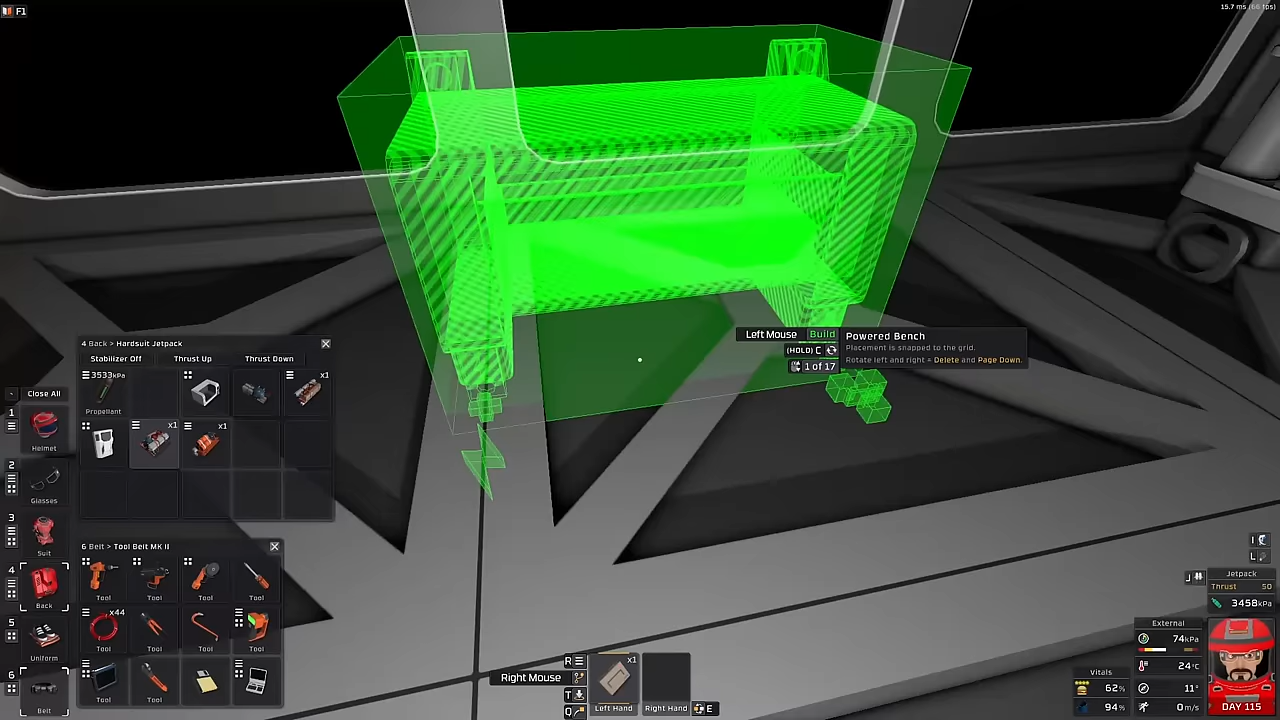 F1
15.7 ms (66 fps)
4 Back > Hardsuit Jetpack
Stabilizer Off Thrust Up Thrust Down
3533kPa
x1
Propellant
x1 x1
Close All
1
Helmet
2
Glasses
3
Suit
4
Back
5
Uniform
6
Belt
6 Belt > Tool Belt MK II
Tool Tool Tool Tool
x44
Tool Tool Tool Tool
Tool Tool Tool
Left Mouse Build
(HOLD) C
1 of 17
Powered Bench
Placement is snapped to the grid.
Rotate left and right = Delete and Page Down.
Right Mouse
R
T
Q
x1
Left Hand
Right Hand
E
I
L
J
Jetpack
Thrust 50
3458kPa
External
74kPa
24°C
11°
0m/s
Vitals
62%
94%
DAY 115